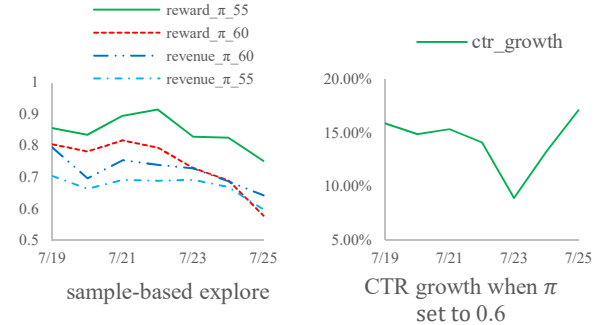 reward_π_55
reward_π_60
revenue_π_60
revenue_π_55
1
0.9
0.8
0.7
0.6
0.5
7/19 7/21 7/23 7/25
sample-based explore
ctr_growth
20.00%
15.00%
10.00%
5.00%
7/19 7/21 7/23 7/25
CTR growth when π
set to 0.6